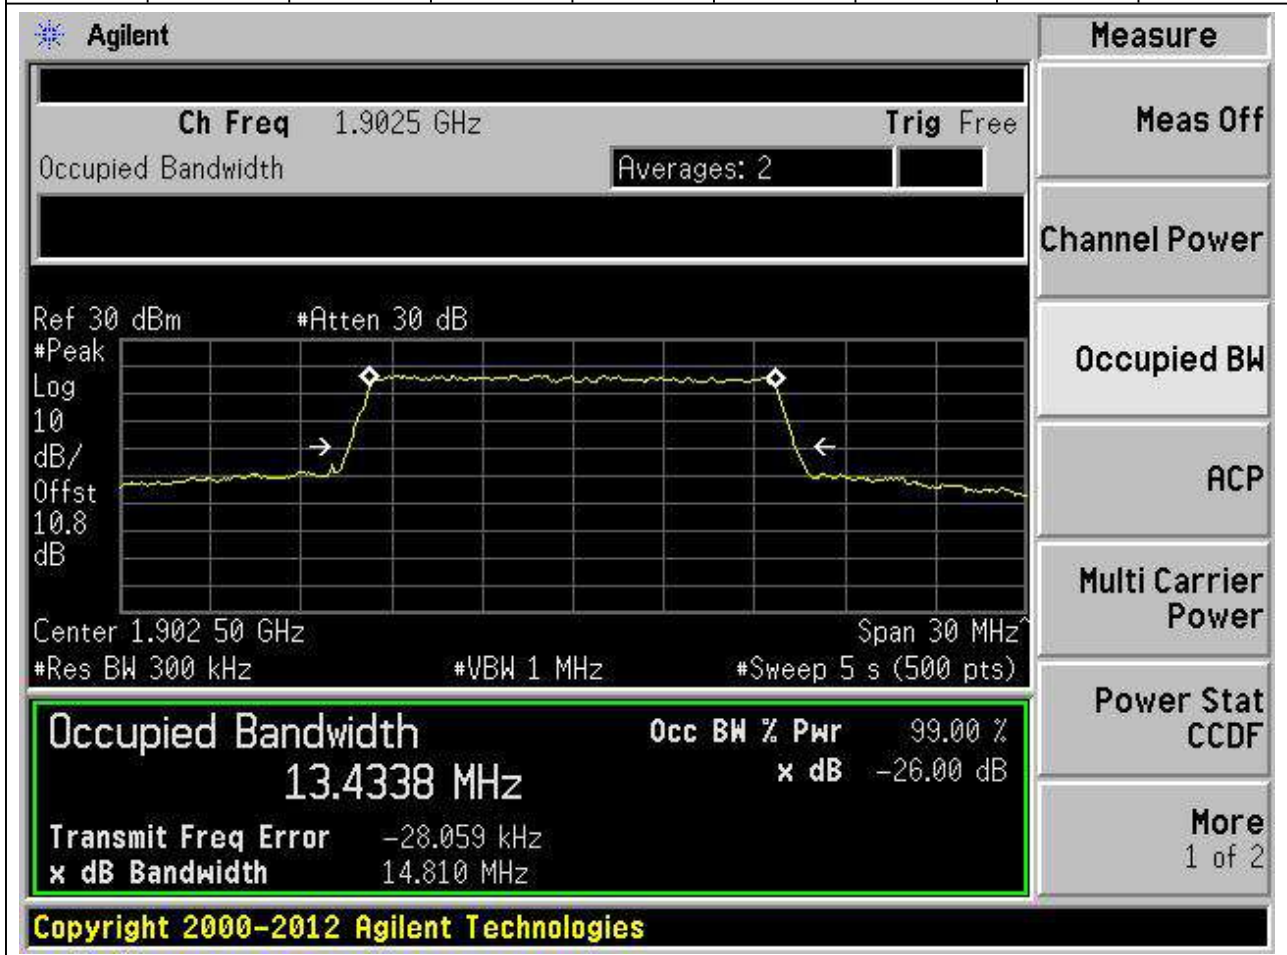 Agilent
Measure
Ch Freq 1.9025 GHz Trig Free
Occupied Bandwidth Averages: 2
Meas Off
Channel Power
Occupied BW
ACP
Multi Carrier
Power
Power Stat
CCDF
More
1 of 2
Ref 30 dBm #Atten 30 dB
#Peak
Log
10
dB/
Offst
10.8
dB
Center 1.902 50 GHz Span 30 MHz^
#Res BW 300 kHz #VBW 1 MHz #Sweep 5 s (500 pts)
Occupied Bandwidth Occ BW % Pwr 99.00 %
13.4338 MHz x dB -26.00 dB
Transmit Freq Error -28.059 kHz
x dB Bandwidth 14.810 MHz
Copyright 2000-2012 Agilent Technologies